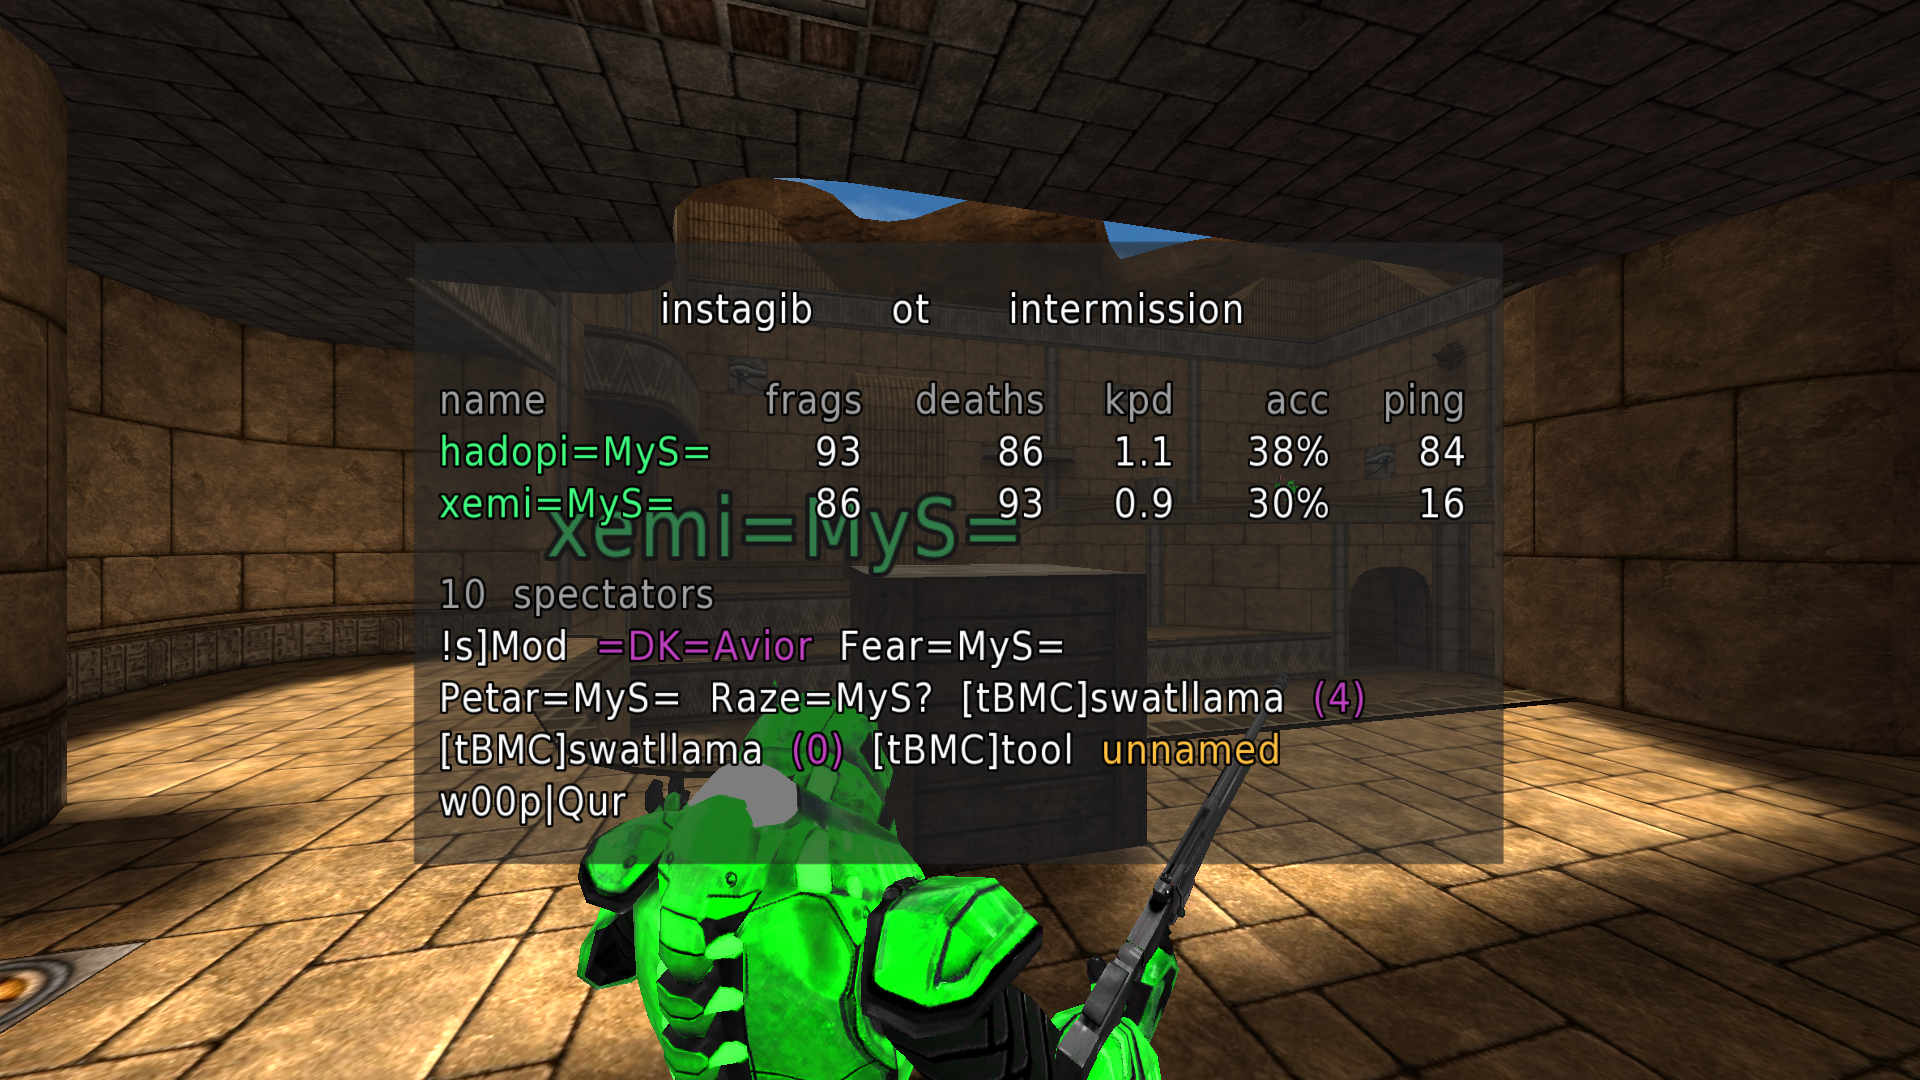 instagib ot intermission
name frags deaths kpd acc ping
hadopi=MyS= 93 86 1.1 38% 84
xemi=MyS= 86 93 0.9 30% 16
xemi=MyS=
10 spectators
!s]Mod =DK=Avior Fear=MyS=
Petar=MyS= Raze=MyS? [tBMC]swatllama (4)
[tBMC]swatllama (0) [tBMC]tool unnamed
w00p|Qur